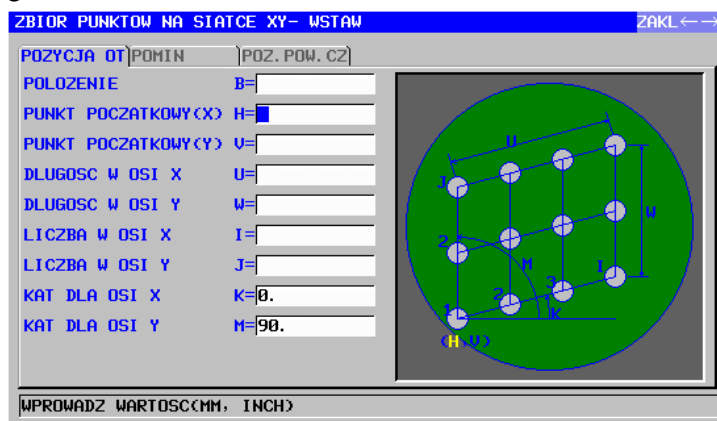 ZBIOR PUNKTOW NA SIATCE XY- WSTAW ZAKL←→
POZYCJA OT POMIN POZ.POW.CZ
POLOZENIE B=
PUNKT POCZATKOWY(X) H=
PUNKT POCZATKOWY(Y) V=
DLUGOSC W OSI X U=
DLUGOSC W OSI Y W=
LICZBA W OSI X I=
LICZBA W OSI Y J=
KAT DLA OSI X K=0.
KAT DLA OSI Y M=90.
U
J
W
2
M
I
3
2
1
K
(H,V)
WPROWADZ WARTOSC(MM, INCH)